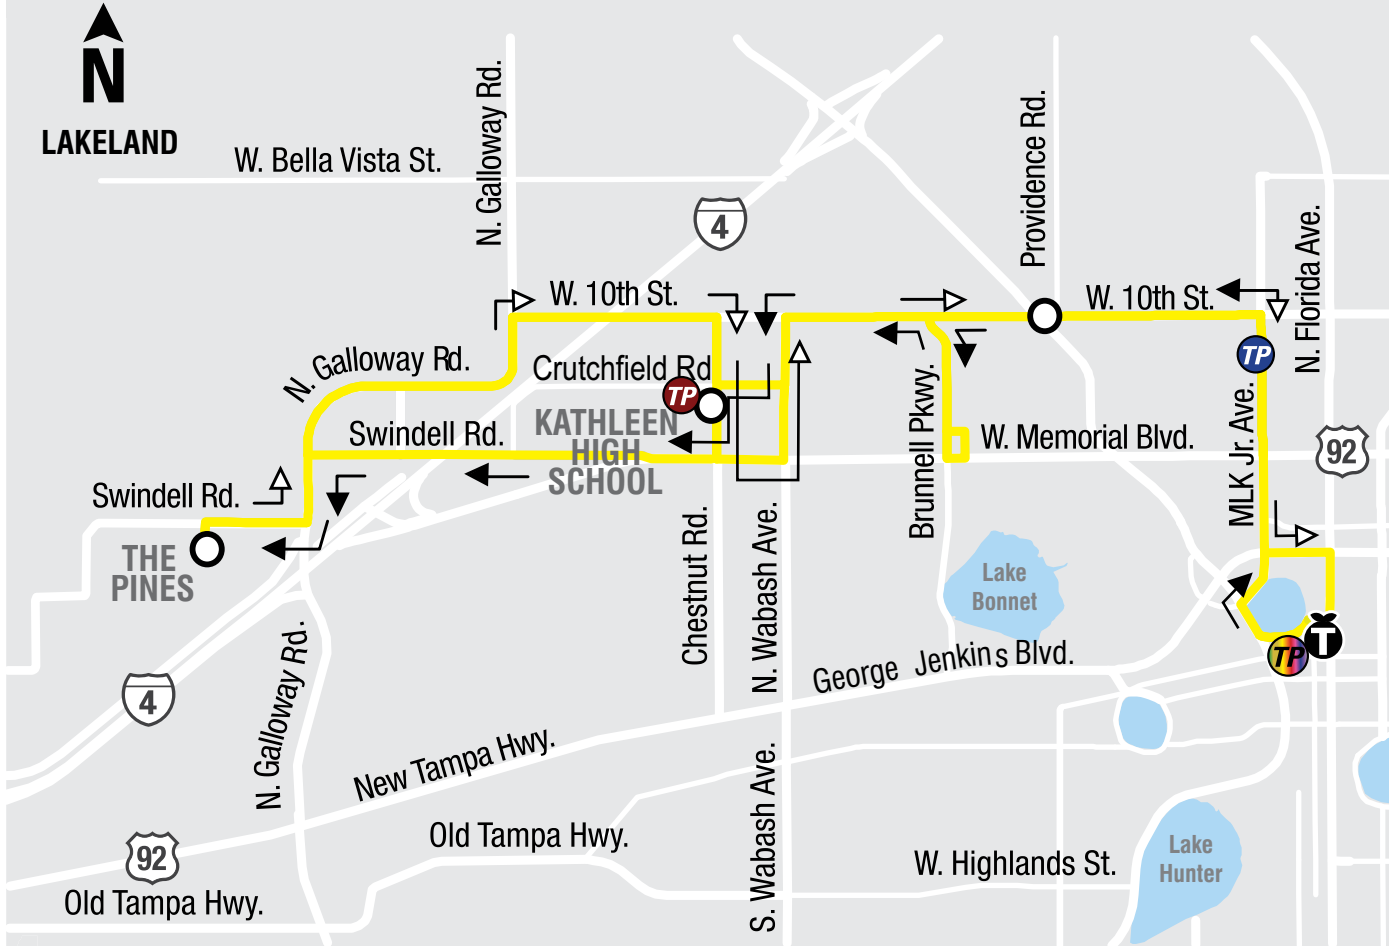 N
LAKELAND
W. Bella Vista St.
N. Galloway Rd.
4
Providence Rd.
N. Florida Ave.
W. 10th St.
W. 10th St.
N. Galloway Rd.
Crutchfield Rd
TP
TP
KATHLEEN
HIGH
SCHOOL
Swindell Rd.
Brunnell Pkwy.
W. Memorial Blvd.
MLK Jr. Ave.
92
Swindell Rd.
THE
PINES
Chestnut Rd.
N. Wabash Ave.
Lake
Bonnet
T
TP
George Jenkins Blvd.
4
N. Galloway Rd.
New Tampa Hwy.
S. Wabash Ave.
Old Tampa Hwy.
92
Old Tampa Hwy.
W. Highlands St.
Lake
Hunter